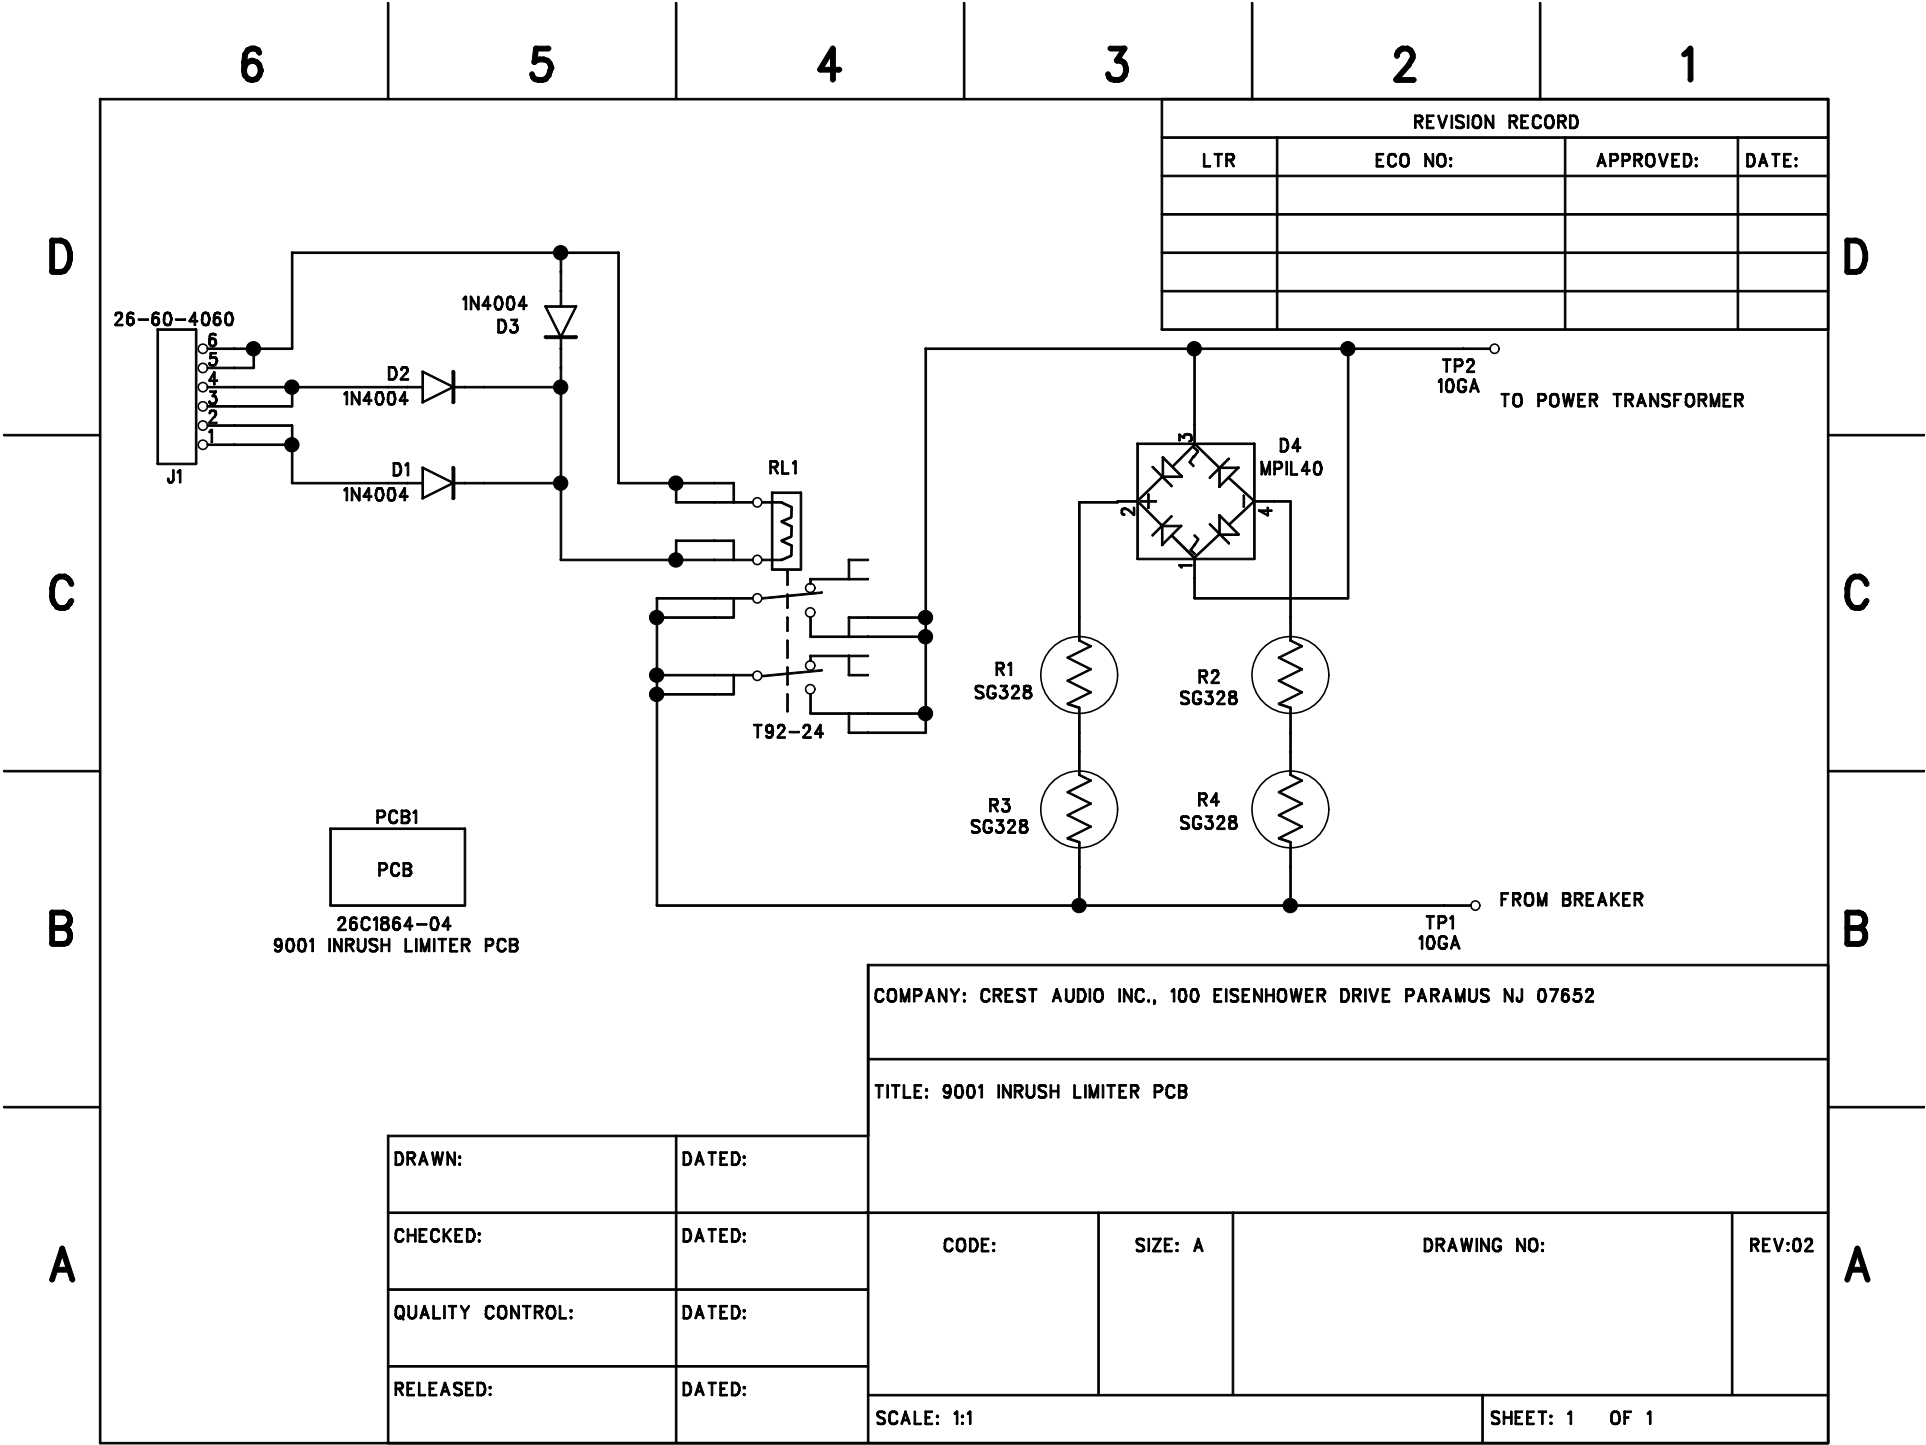 6 5 4 3 2 1
REVISION RECORD
LTR ECO NO: APPROVED: DATE:
D D
26-60-4060
6
5
4
3
2
1
J1
1N4004
D3
D2
1N4004
D1
1N4004
TP2
10GA
TO POWER TRANSFORMER
RL1
T92-24
3
D4
MPIL40
2
4
1
C C
R1
SG328
R2
SG328
R3
SG328
R4
SG328
PCB1
PCB
26C1864-04
9001 INRUSH LIMITER PCB
FROM BREAKER
TP1
10GA
B B
COMPANY: CREST AUDIO INC., 100 EISENHOWER DRIVE PARAMUS NJ 07652
TITLE: 9001 INRUSH LIMITER PCB
DRAWN: DATED:
CHECKED: DATED:
CODE: SIZE: A DRAWING NO: REV:02
A A
QUALITY CONTROL: DATED:
RELEASED: DATED:
SCALE: 1:1 SHEET: 1 OF 1